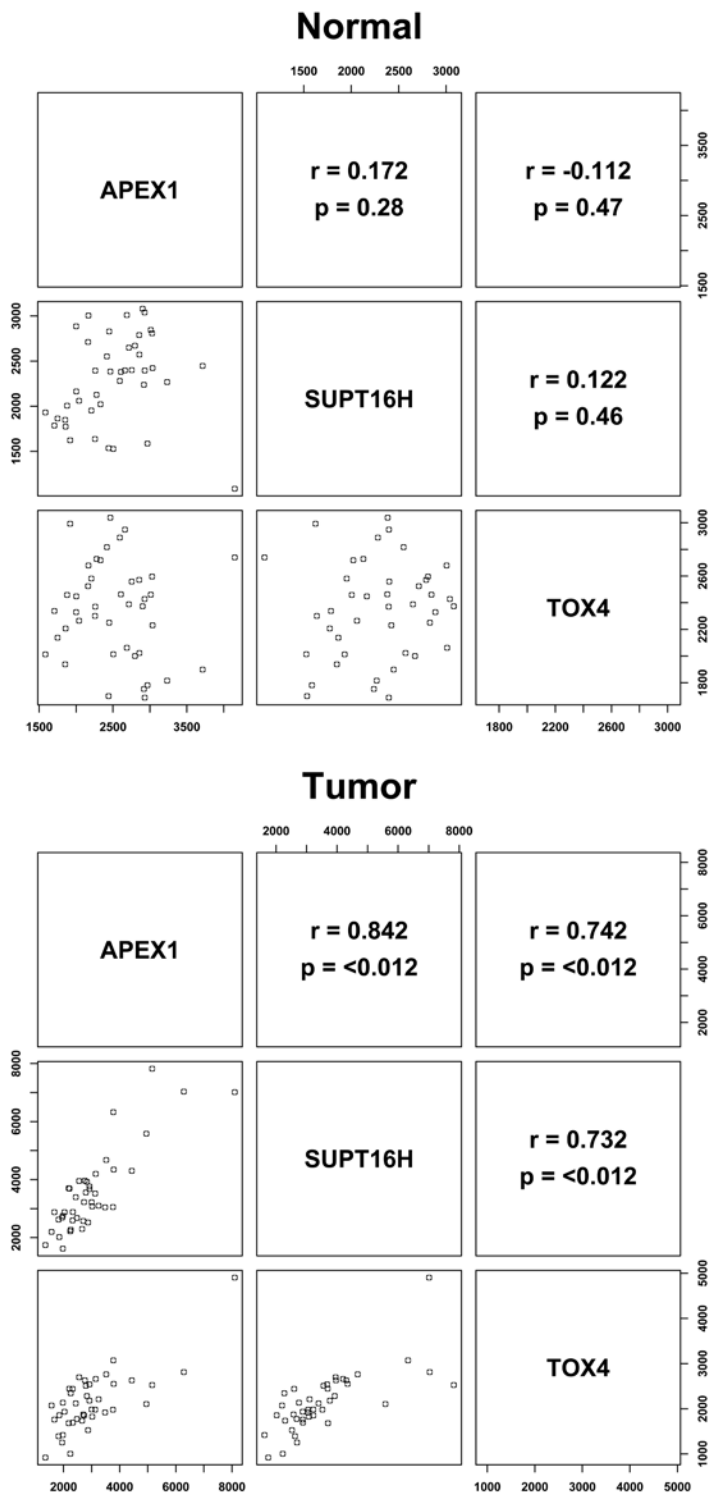 Normal
1500 2000 2500 3000
APEX1
r = 0.172
p = 0.28
r = -0.112
p = 0.47
1500 2500 3500
1500 2000 2500 3000
SUPT16H
r = 0.122
p = 0.46
TOX4
1800 2200 2600 3000
1500 2500 3500
1800 2200 2600 3000
Tumor
2000 4000 6000 8000
APEX1
r = 0.842
p = <0.012
r = 0.742
p = <0.012
2000 4000 6000 8000
2000 4000 6000 8000
SUPT16H
r = 0.732
p = <0.012
TOX4
1000 2000 3000 4000 5000
2000 4000 6000 8000
1000 2000 3000 4000 5000